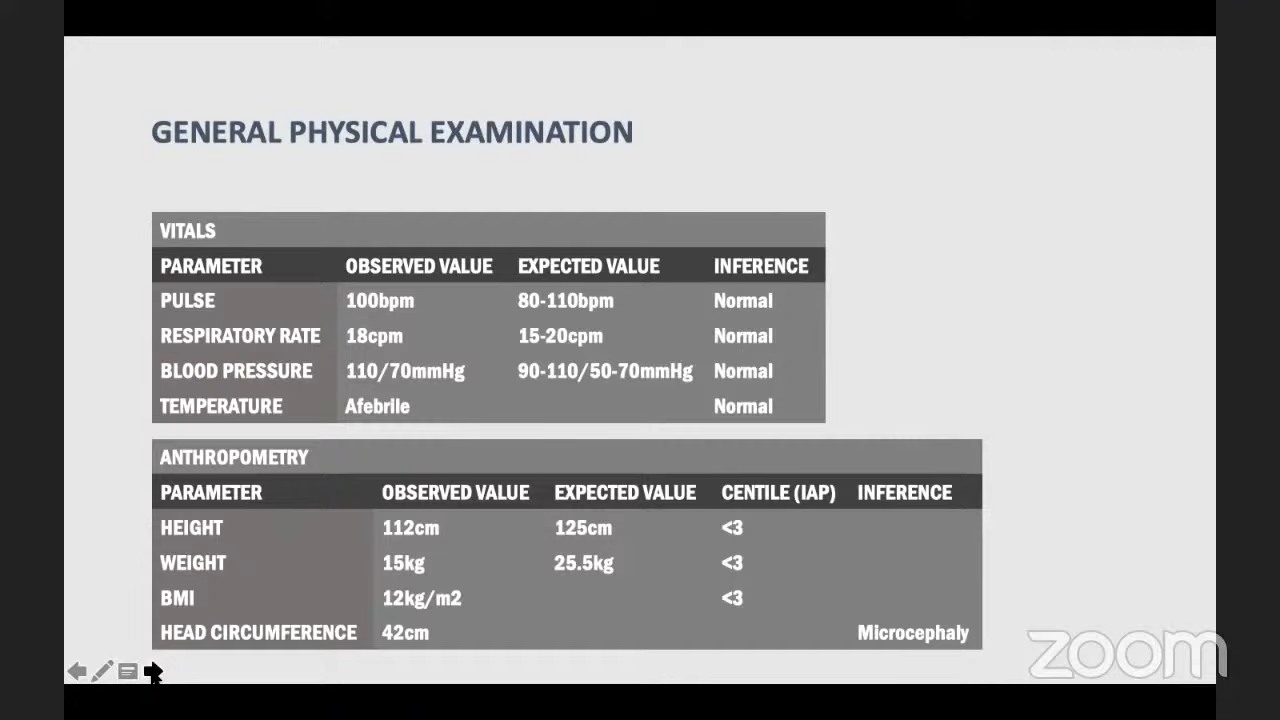 GENERAL PHYSICAL EXAMINATION
VITALS
PARAMETER OBSERVED VALUE EXPECTED VALUE INFERENCE
PULSE 100bpm 80-110bpm Normal
RESPIRATORY RATE 18cpm 15-20cpm Normal
BLOOD PRESSURE 110/70mmHg 90-110/50-70mmHg Normal
TEMPERATURE Afebrile Normal
ANTHROPOMETRY
PARAMETER OBSERVED VALUE EXPECTED VALUE CENTILE (IAP) INFERENCE
HEIGHT 112cm 125cm <3
WEIGHT 15kg 25.5kg <3
BMI 12kg/m2 <3
HEAD CIRCUMFERENCE 42cm Microcephaly
zoom